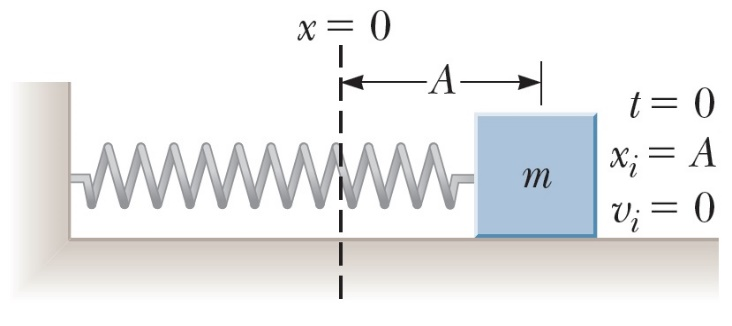 x = 0
A
t = 0
x_i = A
m
v_i = 0